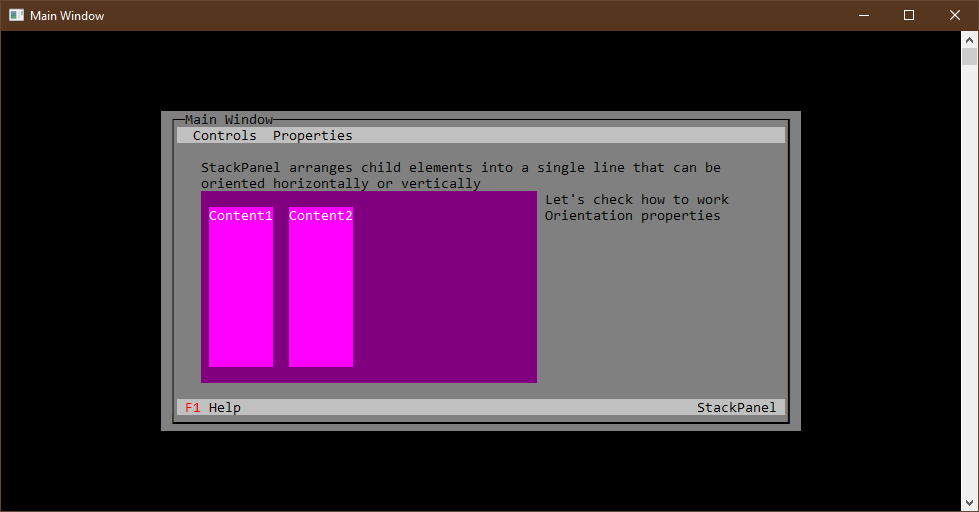 Main Window
Main Window
Controls Properties
StackPanel arranges child elements into a single line that can be
oriented horizontally or vertically
Content1 Content2
Let's check how to work
Orientation properties
F1 Help StackPanel